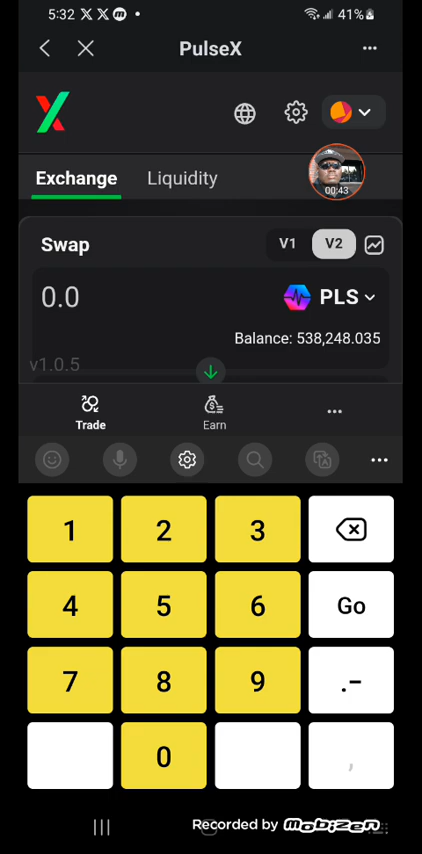 5:32
41%
PulseX
00:43
Exchange
Liquidity
Swap
V1
V2
0.0
PLS
Balance: 538,248.035
v1.0.5
Trade
Earn
1 2 3
4 5 6 Go
7 8 9 .-
0 ,
Recorded by MOBIZEN